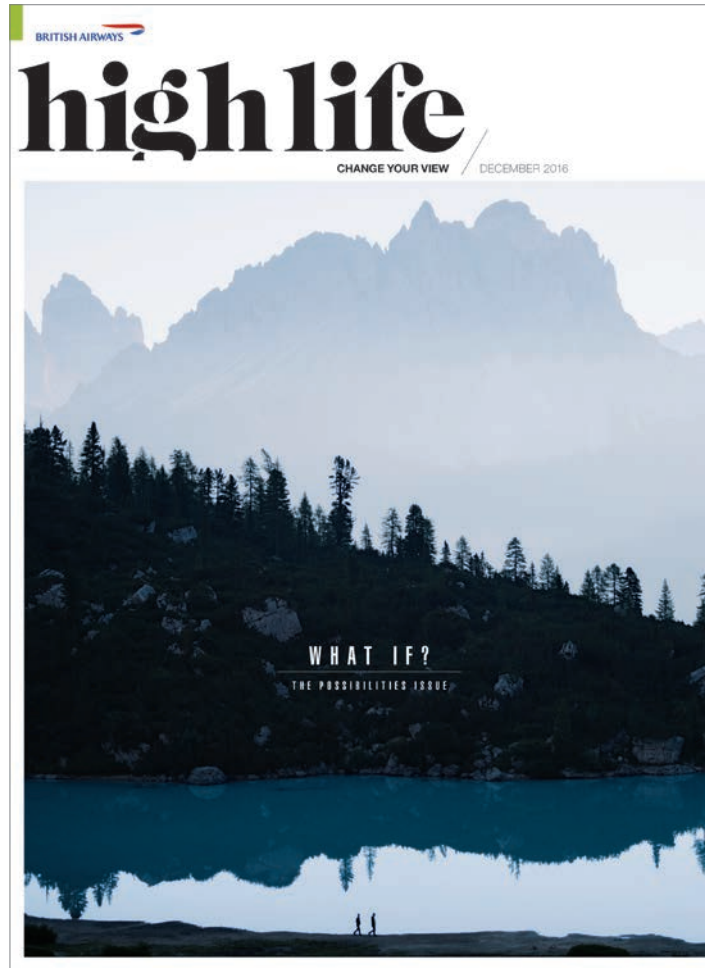 BRITISH AIRWAYS
high life
CHANGE YOUR VIEW / DECEMBER 2016
WHAT IF?
THE POSSIBILITIES ISSUE